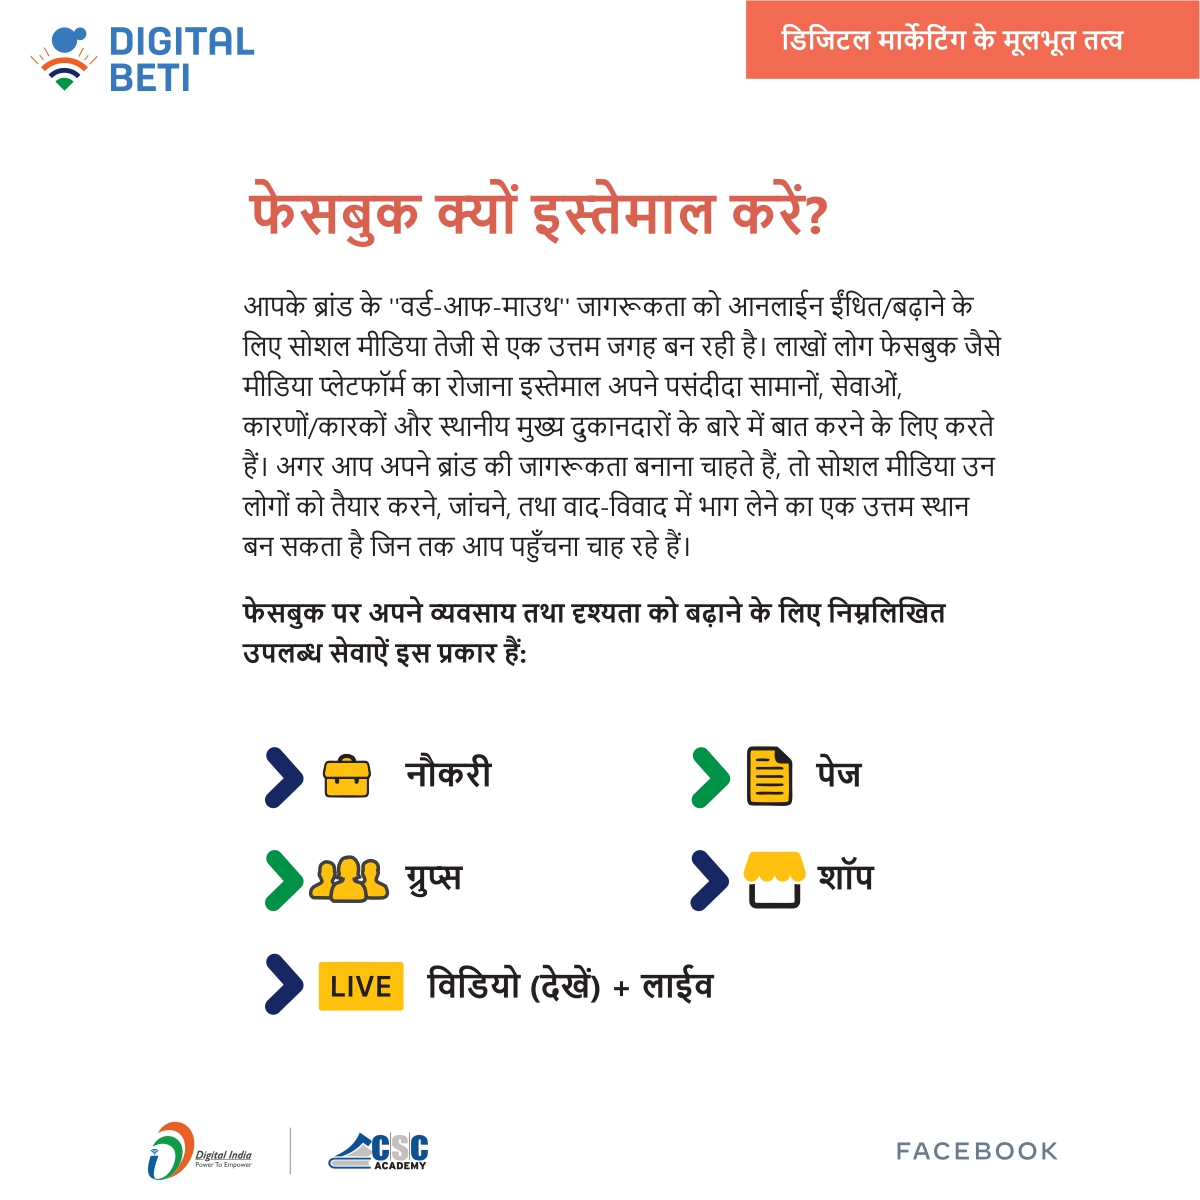 DIGITAL
BETI
डिजिटल मार्केटिंग के मूलभूत तत्व
फेसबुक क्यों इस्तेमाल करें?
आपके ब्रांड के "वर्ड-आफ-माउथ" जागरूकता को आनलाईन ईंधित/बढ़ाने के
लिए सोशल मीडिया तेजी से एक उत्तम जगह बन रही है। लाखों लोग फेसबुक जैसे
मीडिया प्लेटफॉर्म का रोजाना इस्तेमाल अपने पसंदीदा सामानों, सेवाओं,
कारणों/कारकों और स्थानीय मुख्य दुकानदारों के बारे में बात करने के लिए करते
हैं। अगर आप अपने ब्रांड की जागरूकता बनाना चाहते हैं, तो सोशल मीडिया उन
लोगों को तैयार करने, जांचने, तथा वाद-विवाद में भाग लेने का एक उत्तम स्थान
बन सकता है जिन तक आप पहुँचना चाह रहे हैं।
फेसबुक पर अपने व्यवसाय तथा दृश्यता को बढ़ाने के लिए निम्नलिखित
उपलब्ध सेवाऐं इस प्रकार हैं:
नौकरी
पेज
ग्रुप्स
शॉप
LIVE विडियो (देखें) + लाईव
Digital India
Power To Empower
CSC
ACADEMY
FACEBOOK